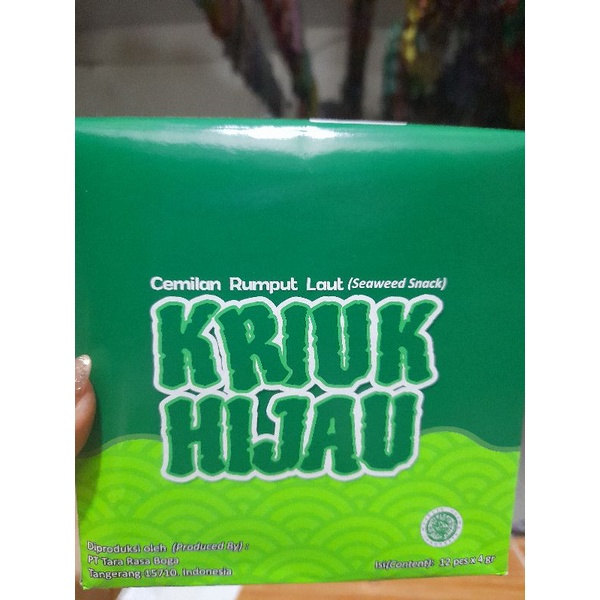 Cemilan Rumput Laut (Seaweed Snack)
KRIUK
HIJAU
Diproduksi oleh (Produced By) :
PT Tara Rasa Boga
Tangerang 15710. Indonesia
Isi(Content): 12 pcs x 4 gr